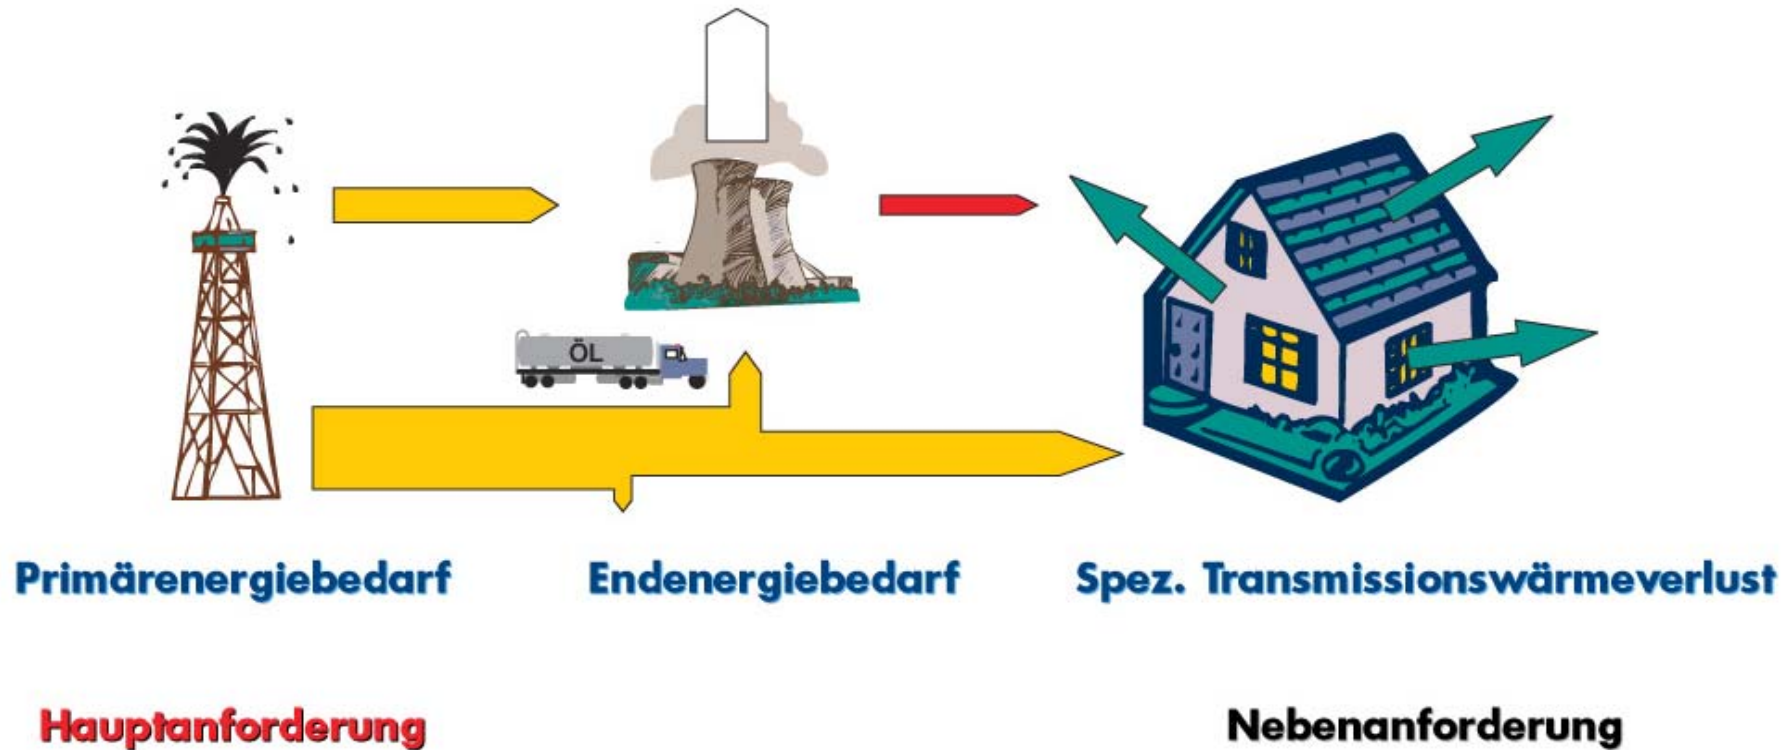 ÖL
Primärenergiebedarf
Endenergiebedarf
Spez. Transmissionswärmeverlust
Hauptanforderung
Nebenanforderung